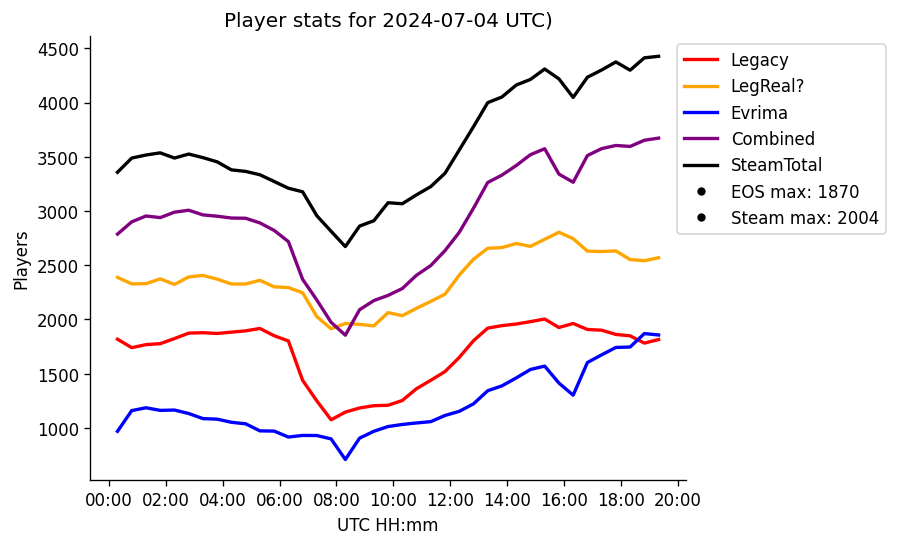 Player stats for 2024-07-04 UTC)
4500
4000
3500
3000
2500
2000
1500
1000
Players
00:00 02:00 04:00 06:00 08:00 10:00 12:00 14:00 16:00 18:00 20:00
UTC HH:mm
Legacy
LegReal?
Evrima
Combined
SteamTotal
EOS max: 1870
Steam max: 2004